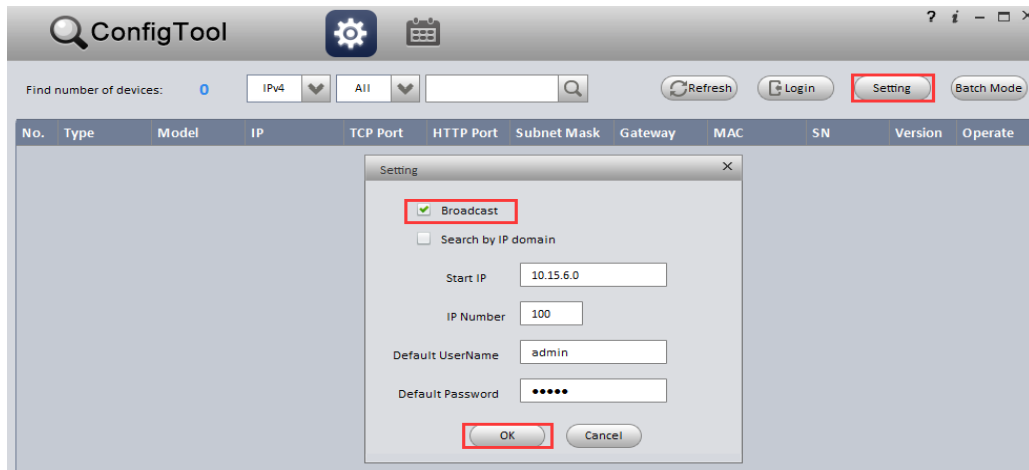 ConfigTool
? i
Find number of devices: 0 IPv4 All Refresh Login Setting Batch Mode
No. Type Model IP TCP Port HTTP Port Subnet Mask Gateway MAC SN Version Operate
Setting
Broadcast
Search by IP domain
Start IP 10.15.6.0
IP Number 100
Default UserName admin
Default Password •••••
OK Cancel